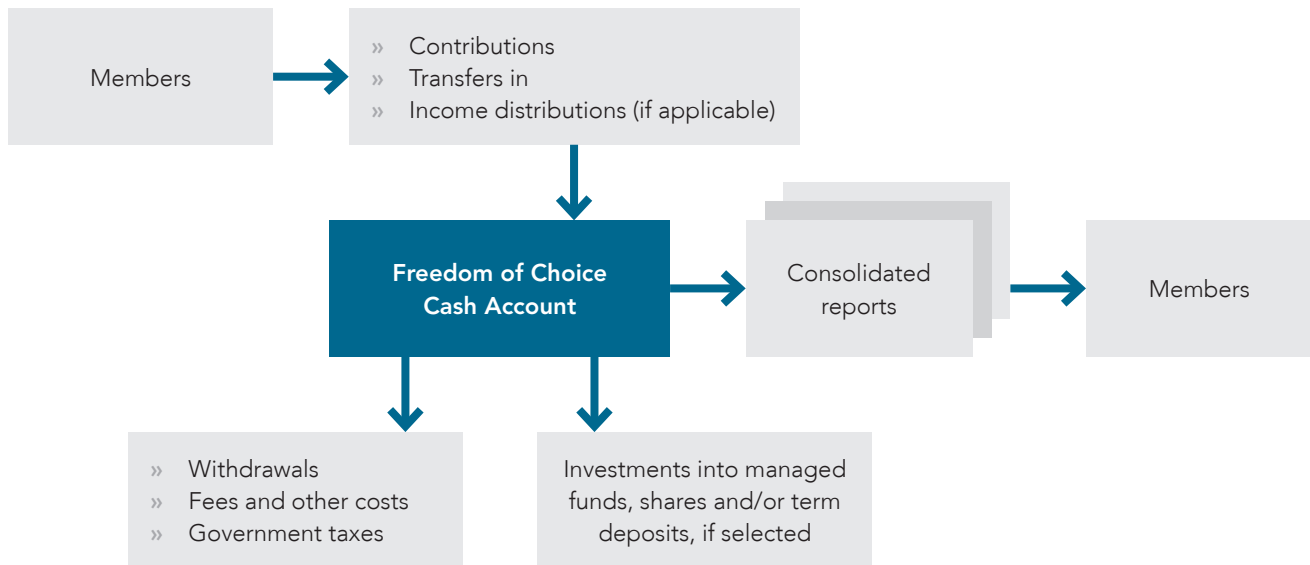 Members
» Contributions
» Transfers in
» Income distributions (if applicable)
Freedom of Choice
Cash Account
Consolidated
reports
Members
» Withdrawals
» Fees and other costs
» Government taxes
Investments into managed
funds, shares and/or term
deposits, if selected